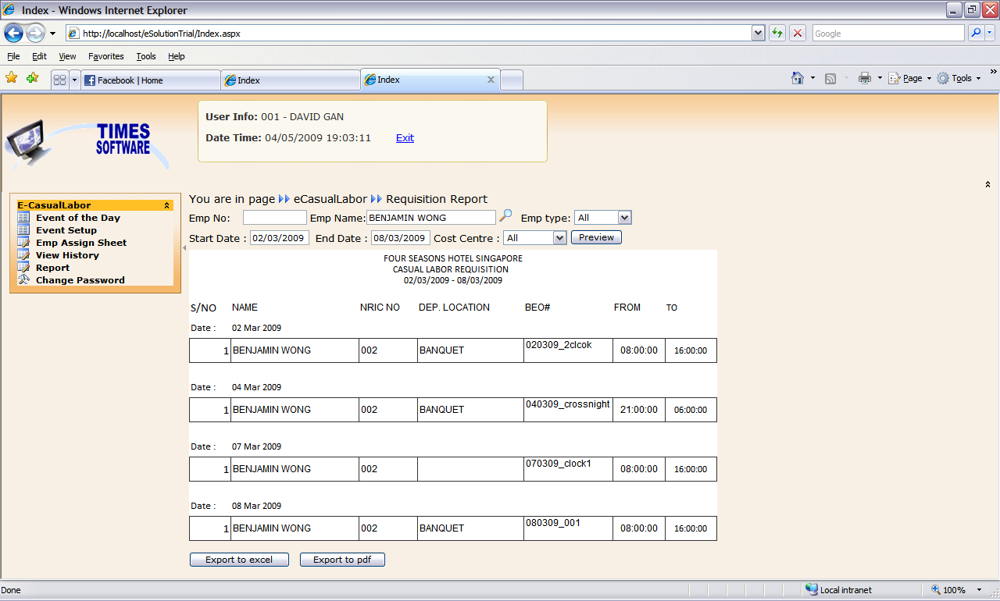 Index - Windows Internet Explorer
http://localhost/eSolutionTrial/Index.aspx
Google
File Edit View Favorites Tools Help
Facebook | Home Index Index Page Tools
TIMES
SOFTWARE
User Info: 001 - DAVID GAN
Date Time: 04/05/2009 19:03:11 Exit
E-CasualLabor
Event of the Day
Event Setup
Emp Assign Sheet
View History
Report
Change Password
You are in page eCasualLabor Requisition Report
Emp No: Emp Name: BENJAMIN WONG Emp type: All
Start Date : 02/03/2009 End Date : 08/03/2009 Cost Centre : All Preview
FOUR SEASONS HOTEL SINGAPORE
CASUAL LABOR REQUISITION
02/03/2009 - 08/03/2009
S/NO NAME NRIC NO DEP. LOCATION BEO# FROM TO
Date : 02 Mar 2009
1 BENJAMIN WONG 002 BANQUET 020309_2clcok 08:00:00 16:00:00
Date : 04 Mar 2009
1 BENJAMIN WONG 002 BANQUET 040309_crossnight 21:00:00 06:00:00
Date : 07 Mar 2009
1 BENJAMIN WONG 002 070309_clock1 08:00:00 16:00:00
Date : 08 Mar 2009
1 BENJAMIN WONG 002 BANQUET 080309_001 08:00:00 16:00:00
Export to excel Export to pdf
Done Local intranet 100%